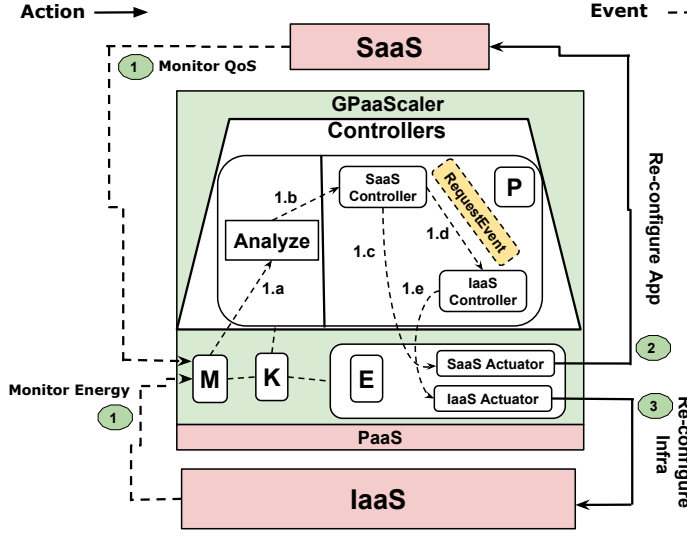 Action
Event
SaaS
1
Monitor QoS
GPaaScaler
Controllers
SaaS
Controller
RequestEvent
P
1.b
Analyze
1.d
1.c
1.a
1.e
IaaS
Controller
Re-configure App
2
M
K
E
SaaS Actuator
IaaS Actuator
Monitor Energy
1
3
Re-configure
Infra
PaaS
IaaS